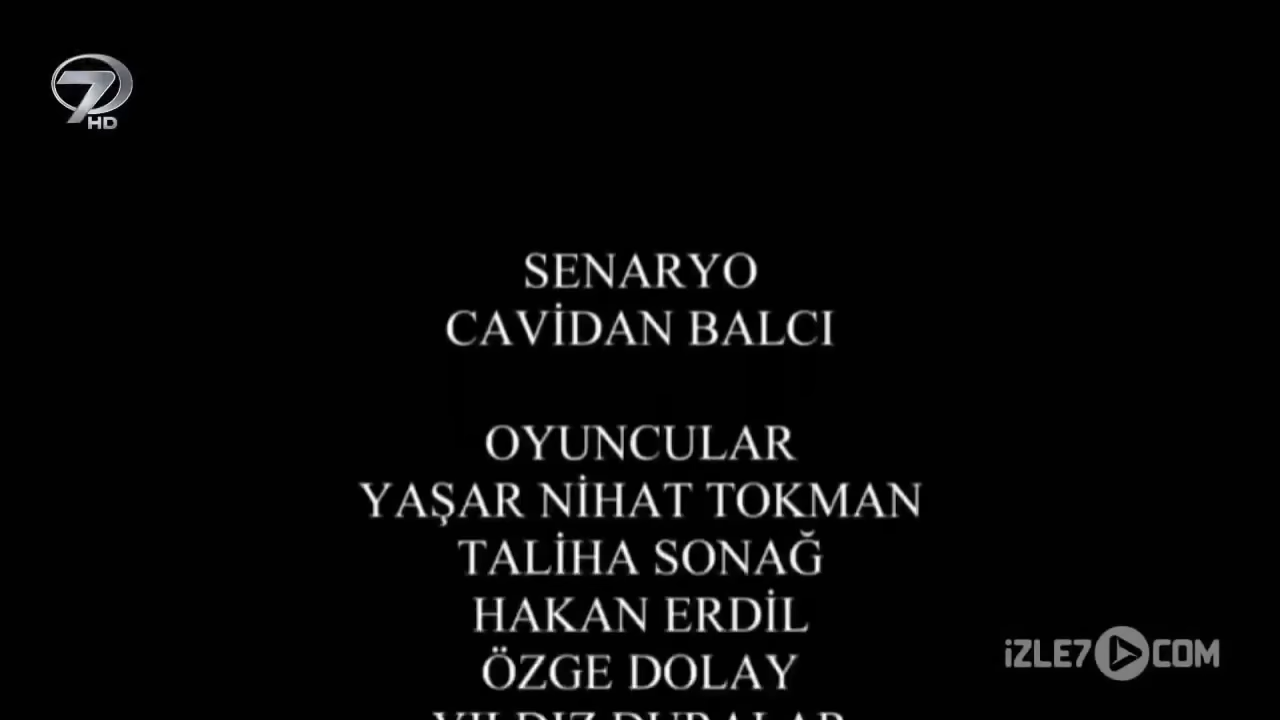 7
HD
SENARYO
CAVİDAN BALCI
OYUNCULAR
YAŞAR NİHAT TOKMAN
TALİHA SONAĞ
HAKAN ERDİL
ÖZGE DOLAY
İZLE7.COM